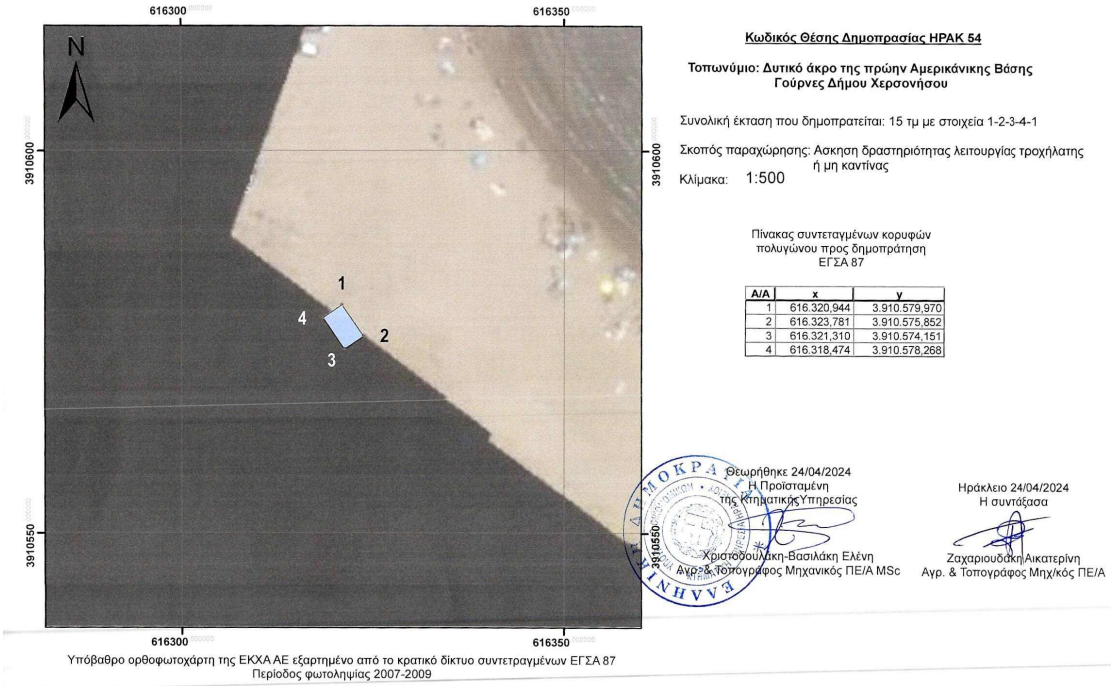 616300
616350
N
3910600
3910600
1
4
2
3
3910550
3910550
616300
616350
Υπόβαθρο ορθοφωτοχάρτη της ΕΚΧΑ ΑΕ εξαρτημένο από το κρατικό δίκτυο συντετραγμένων ΕΓΣΑ 87
Περίοδος φωτοληψίας 2007-2009
Κωδικός Θέσης Δημοπρασίας ΗΡΑΚ 54
Τοπωνύμιο: Δυτικό άκρο της πρώην Αμερικάνικης Βάσης
Γούρνες Δήμου Χερσονήσου
Συνολική έκταση που δημοπρατείται: 15 τμ με στοιχεία 1-2-3-4-1
Σκοπός παραχώρησης: Ασκηση δραστηριότητας λειτουργίας τροχήλατης
ή μη καντίνας
Κλίμακα: 1:500
Πίνακας συντεταγμένων κορυφών
πολυγώνου προς δημοπράτηση
ΕΓΣΑ 87
Α/Α x y
1 616.320,944 3.910.579,970
2 616.323,781 3.910.575,852
3 616.321,310 3.910.574,151
4 616.318,474 3.910.578,268
Θεωρήθηκε 24/04/2024
Η Προϊσταμένη
της Κτηματικής Υπηρεσίας
Χριστοδουλάκη-Βασιλάκη Ελένη
Αγρ. & Τοπογράφος Μηχανικός ΠΕ/Α MSc
ΕΛΛΗΝΙΚΗ ΔΗΜΟΚΡΑΤΙΑ
Ηράκλειο 24/04/2024
Η συντάξασα
Ζαχαριουδάκη Αικατερίνη
Αγρ. & Τοπογράφος Μηχ/κός ΠΕ/Α